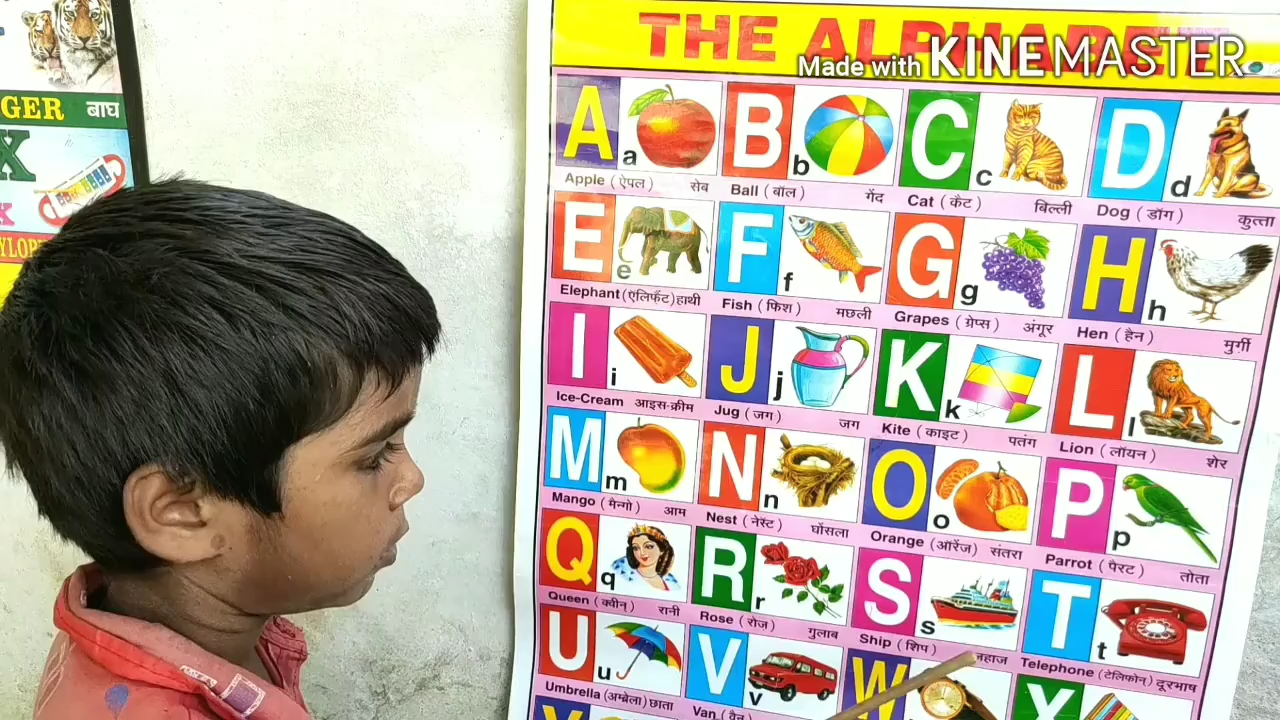 THE ALPHABET
Made with KINEMASTER
GER बाघ
X
x
YLOP
A a B b C c D d
Apple (ऐपल) सेब Ball (बॉल) गेंद Cat (कैट) बिल्ली Dog (डॉग) कुत्ता
E e F f G g H h
Elephant (एलिफैंट) हाथी Fish (फिश) मछली Grapes (ग्रेप्स) अंगूर Hen (हैन) मुर्गी
I i J j K k L l
Ice-Cream आइस-क्रीम Jug (जग) जग Kite (काइट) पतंग Lion (लॉयन) शेर
M m N n O o P p
Mango (मैन्गो) आम Nest (नेस्ट) घोंसला Orange (ऑरेंज) संतरा Parrot (पैरट) तोता
Q q R r S s T t
Queen (क्वीन) रानी Rose (रोज) गुलाब Ship (शिप) जहाज Telephone (टेलिफोन) दूरभाष
U u V v W X
Umbrella (अम्ब्रेला) छाता Van (वैन)
Y